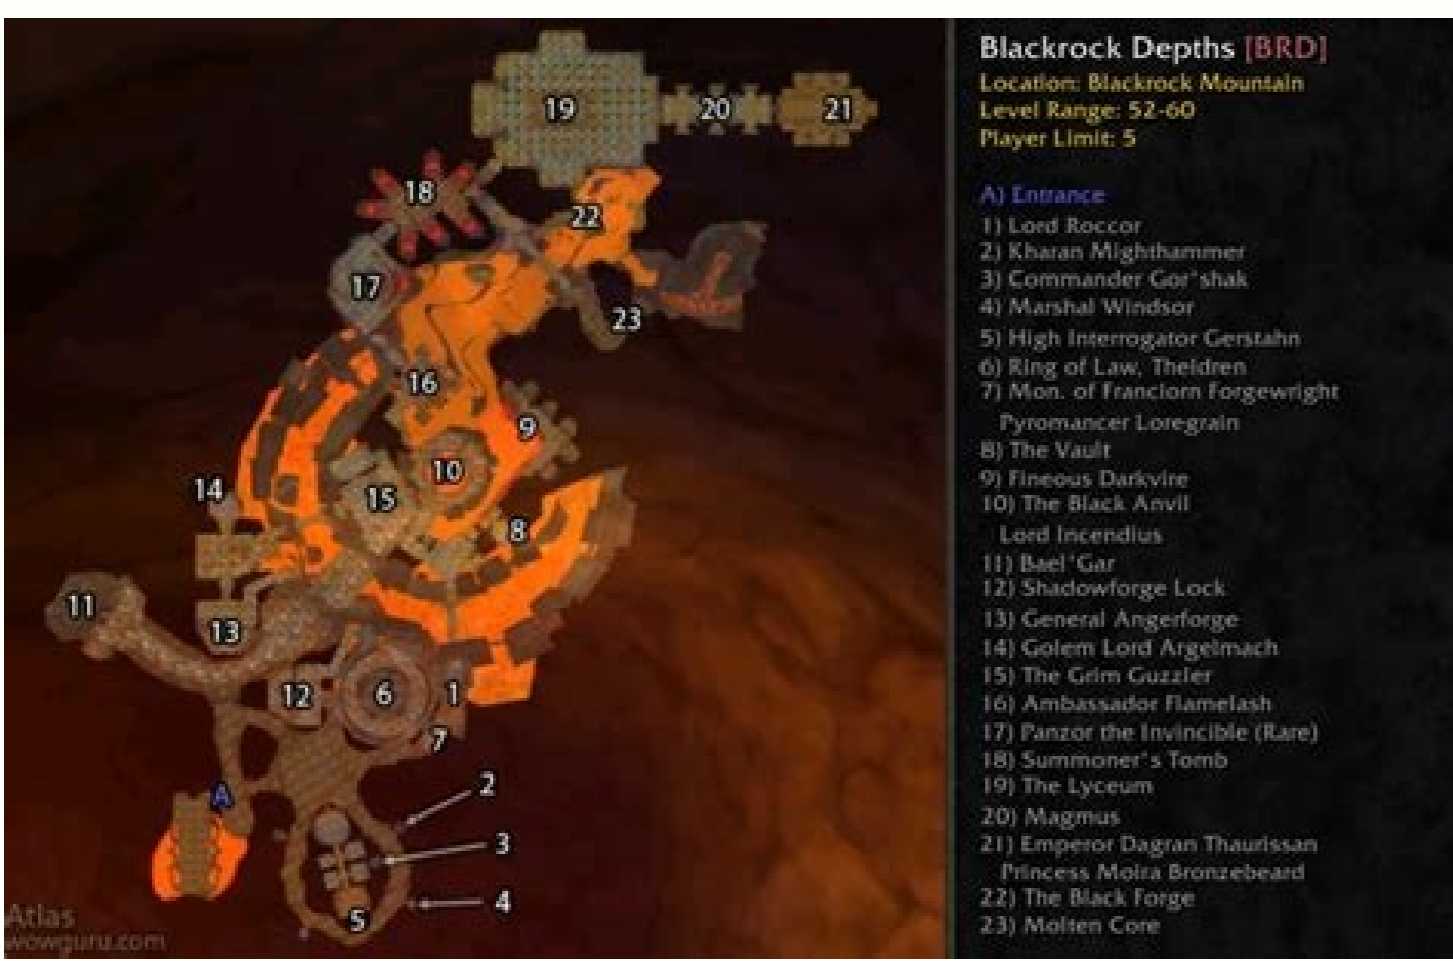 Blackrock Depths [BRD]
Location: Blackrock Mountain
Level Range: 52-60
Player Limit: 5
A) Entrance
1) Lord Roccor
2) Kharan Mighthammer
3) Commander Gor'shak
4) Marshal Windsor
5) High Interrogator Gerstahn
6) Ring of Law, Theldren
7) Mon. of Franclorn Forgewright
Pyromancer Loregrain
8) The Vault
9) Fineous Darkvire
10) The Black Anvil
Lord Incendius
11) Bael'Gar
12) Shadowforge Lock
13) General Angerforge
14) Golem Lord Argelmach
15) The Grim Guzzler
16) Ambassador Flamelash
17) Panzor the Invincible (Rare)
18) Summoner's Tomb
19) The Lyceum
20) Magmus
21) Emperor Dagran Thaurissan
Princess Moira Bronzebeard
22) The Black Forge
23) Molten Core
19
20
21
18
22
17
23
16
9
10
14
15
8
11
13
12
6
1
7
A
2
3
4
5
Atlas
wowguru.com